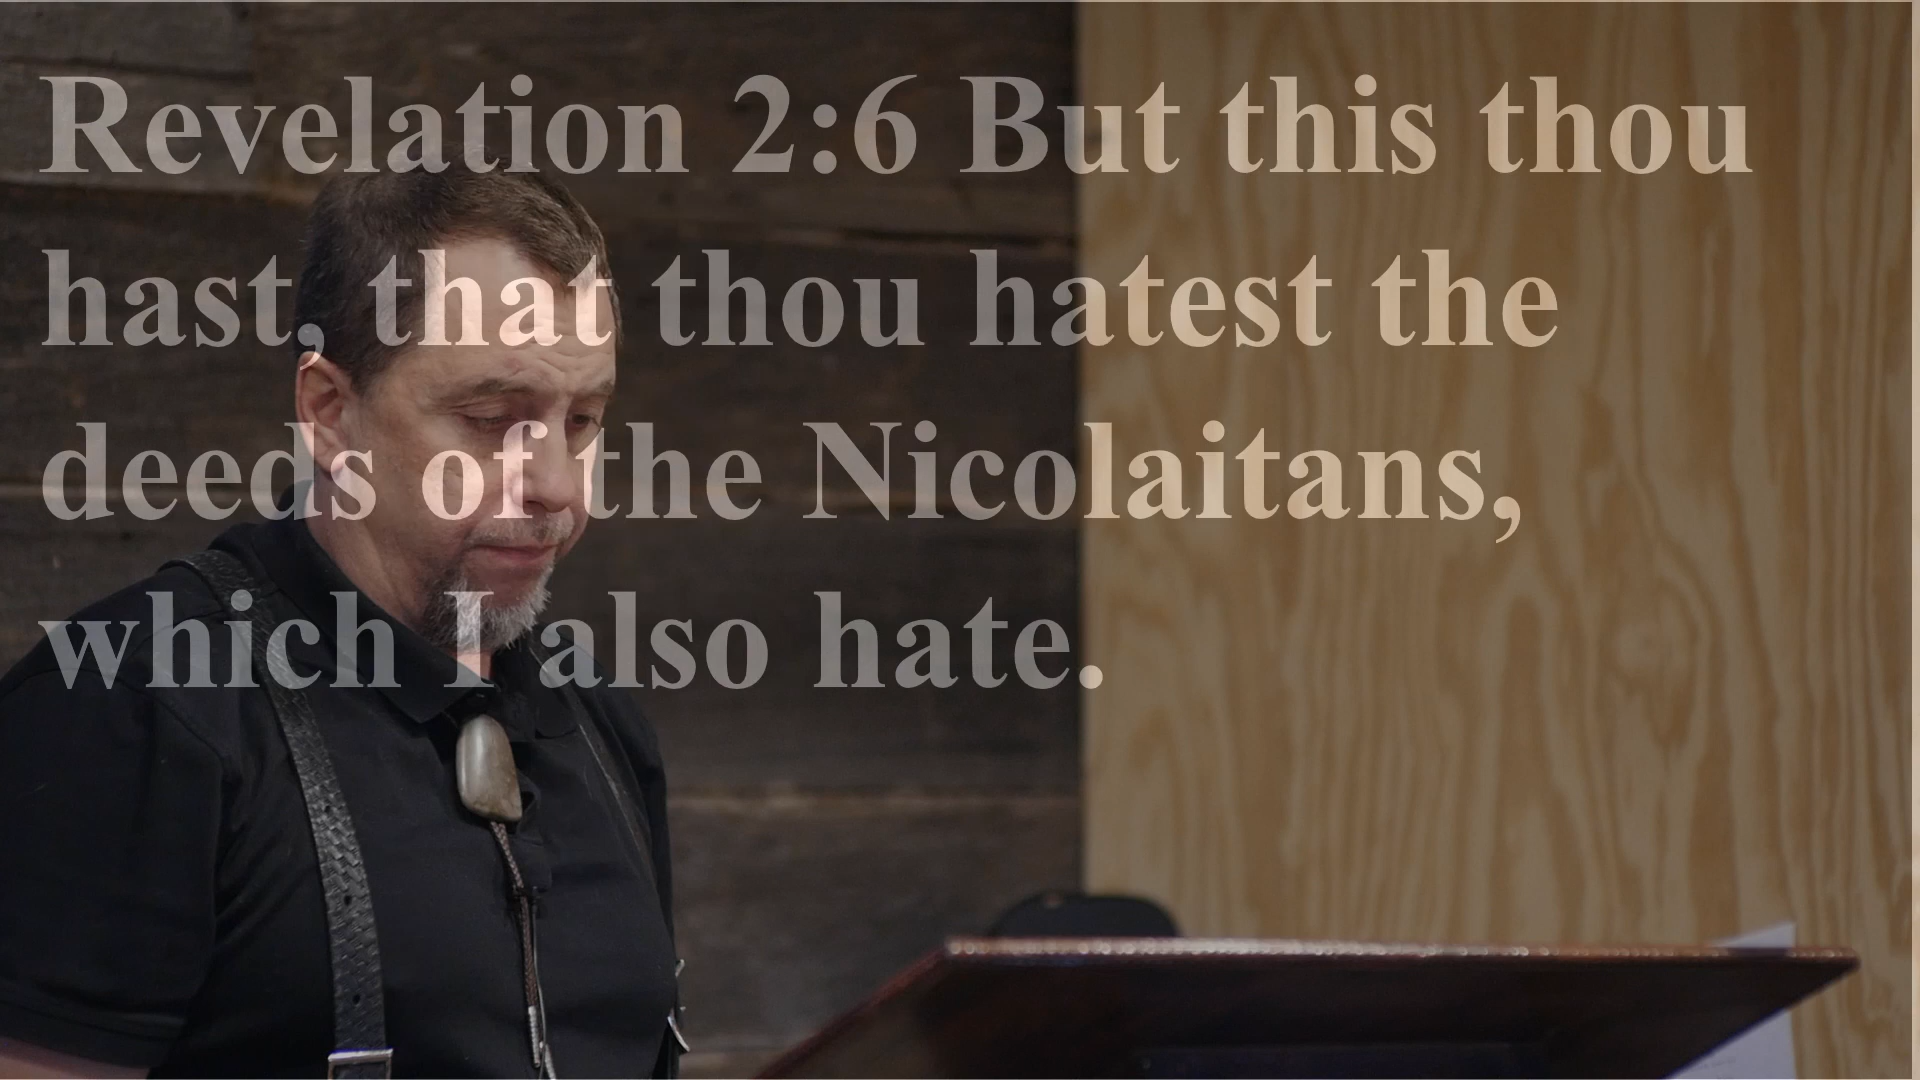 Revelation 2:6 But this thou
hast, that thou hatest the
deeds of the Nicolaitans,
which I also hate.